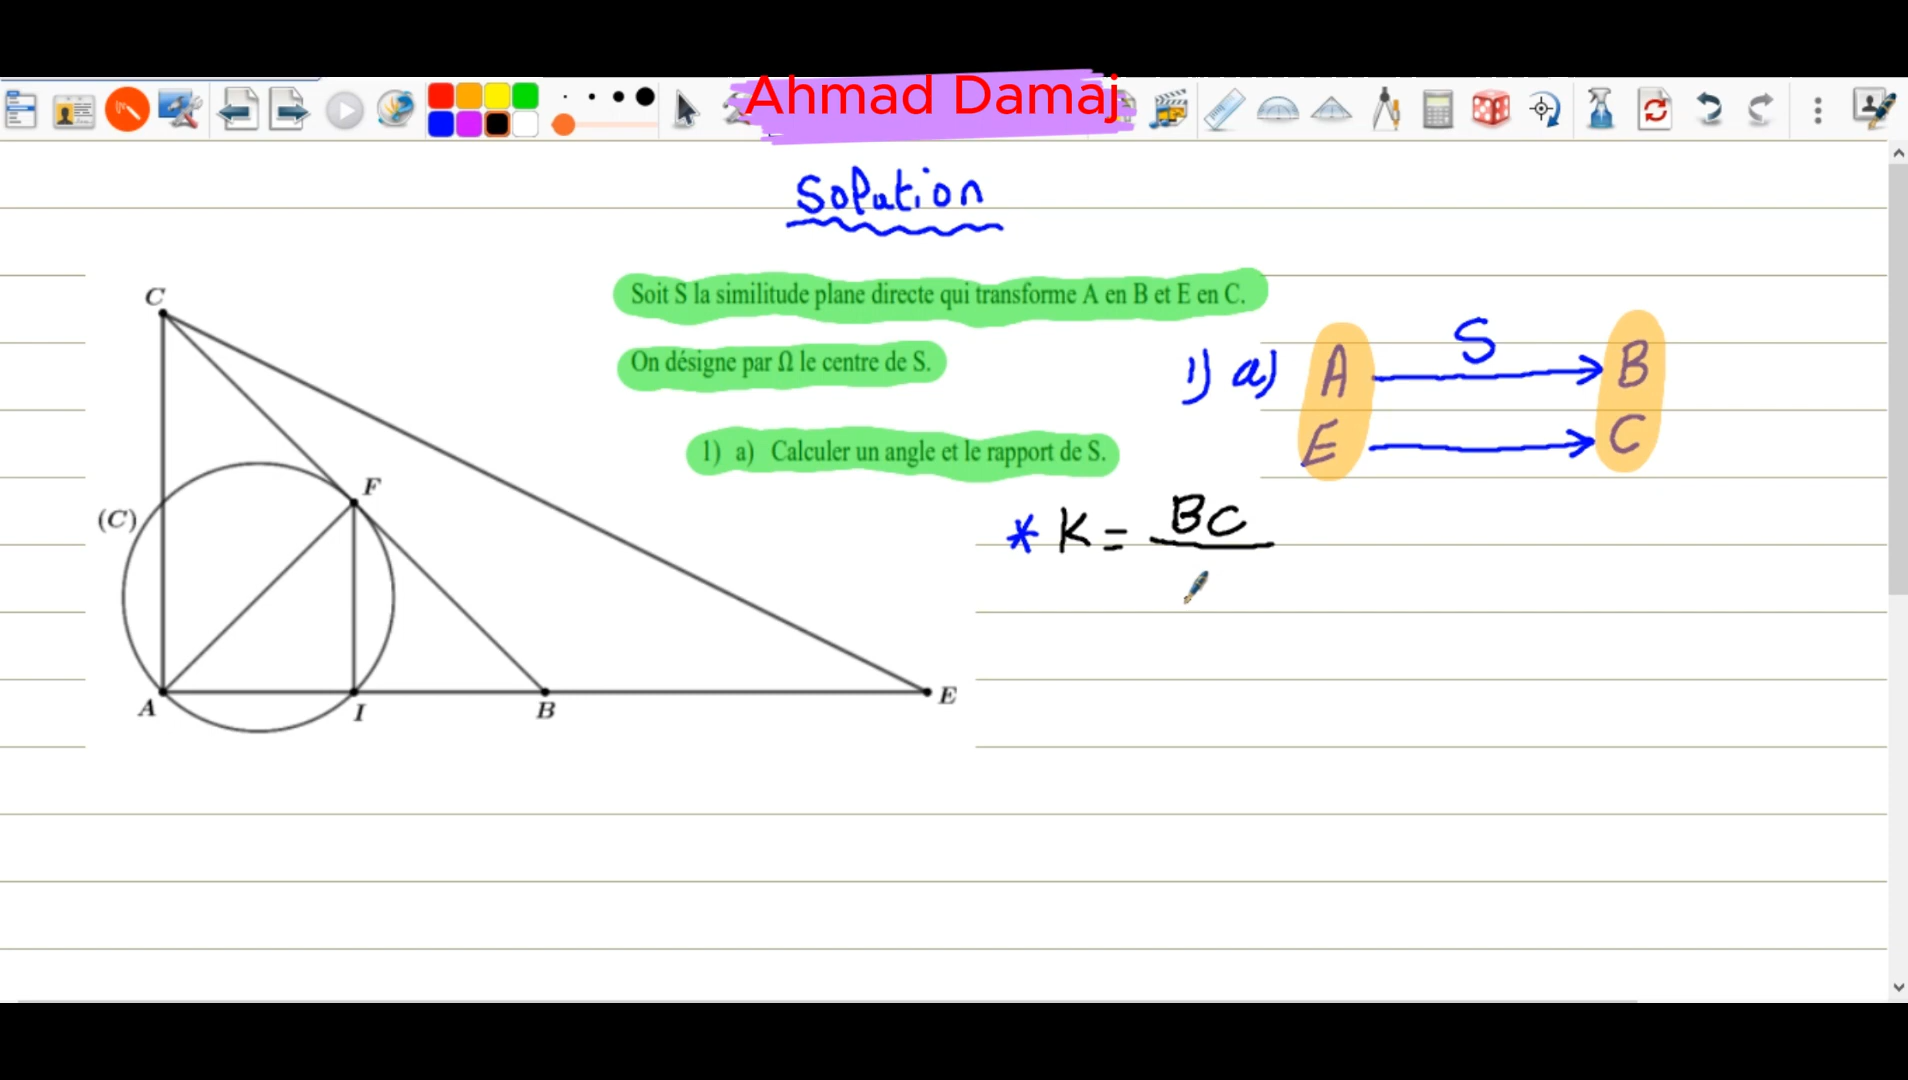 Ahmad Damaj
Solution
Soit S la similitude plane directe qui transforme A en B et E en C.
On désigne par Ω le centre de S.
1) a) Calculer un angle et le rapport de S.
1) a) A S B
E C
* K = BC
C
F
(C)
A
I
B
E